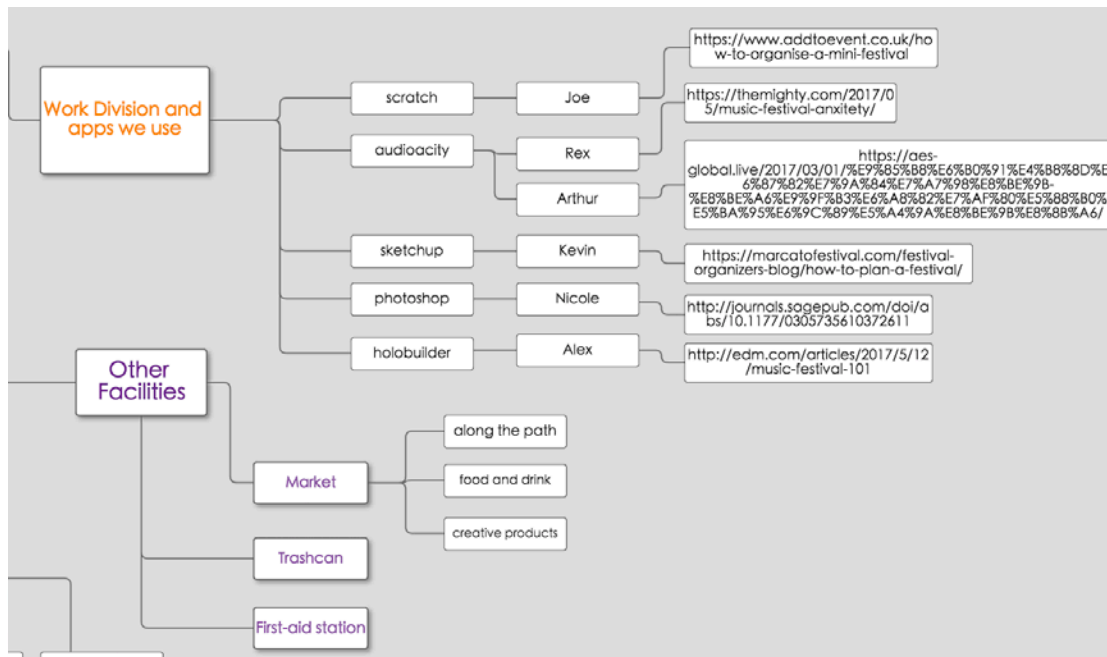 Work Division and
apps we use
scratch
Joe
https://www.addtoevent.co.uk/ho
w-to-organise-a-mini-festival
audioacity
Rex
https://themighty.com/2017/0
5/music-festival-anxitety/
Arthur
https://aes-
global.live/2017/03/01/%E9%85%B8%E6%B0%91%E4%B8%8D%E
6%87%82%E7%9A%84%E7%A7%98%E8%BE%9B-
%E8%BE%A6%E9%9F%B3%E6%A8%82%E7%AF%80%E5%88%B0%
E5%BA%95%E6%9C%89%E5%A4%9A%E8%BE%9B%E8%8B%A6/
sketchup
Kevin
https://marcatofestival.com/festival-
organizers-blog/how-to-plan-a-festival/
photoshop
Nicole
http://journals.sagepub.com/doi/a
bs/10.1177/0305735610372611
holobuilder
Alex
http://edm.com/articles/2017/5/12
/music-festival-101
Other
Facilities
Market
along the path
food and drink
creative products
Trashcan
First-aid station